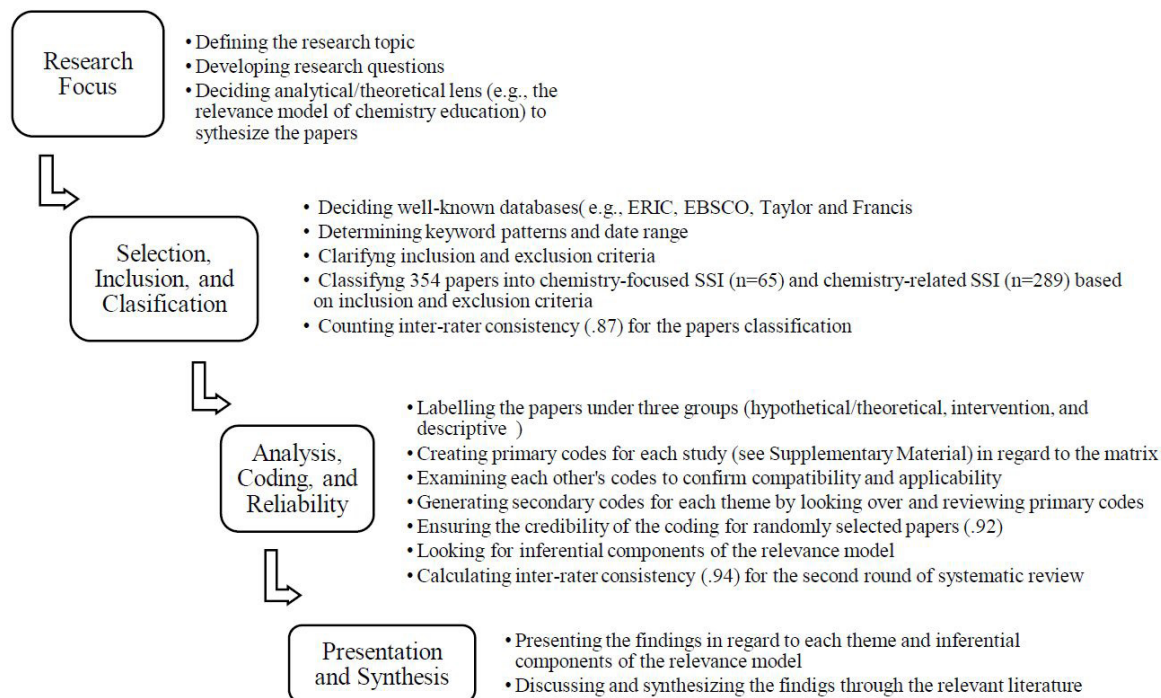 Research
Focus
• Defining the research topic
• Developing research questions
• Deciding analytical/theoretical lens (e.g., the
relevance model of chemistry education) to
sythesize the papers
Selection,
Inclusion, and
Clasification
• Deciding well-known databases( e.g., ERIC, EBSCO, Taylor and Francis
• Determining keyword patterns and date range
• Clarifyng inclusion and exclusion criteria
• Classifyng 354 papers into chemistry-focused SSI (n=65) and chemistry-related SSI (n=289) based
on inclusion and exclusion criteria
• Counting inter-rater consistency (.87) for the papers classification
Analysis,
Coding, and
Reliability
• Labelling the papers under three groups (hypothetical/theoretical, intervention, and
descriptive )
• Creating primary codes for each study (see Supplementary Material) in regard to the matrix
• Examining each other's codes to confirm compatibility and applicability
• Generating secondary codes for each theme by looking over and reviewing primary codes
• Ensuring the credibility of the coding for randomly selected papers (.92)
• Looking for inferential components of the relevance model
• Calculating inter-rater consistency (.94) for the second round of systematic review
Presentation
and Synthesis
• Presenting the findings in regard to each theme and inferential
components of the relevance model
• Discussing and synthesizing the findigs through the relevant literature